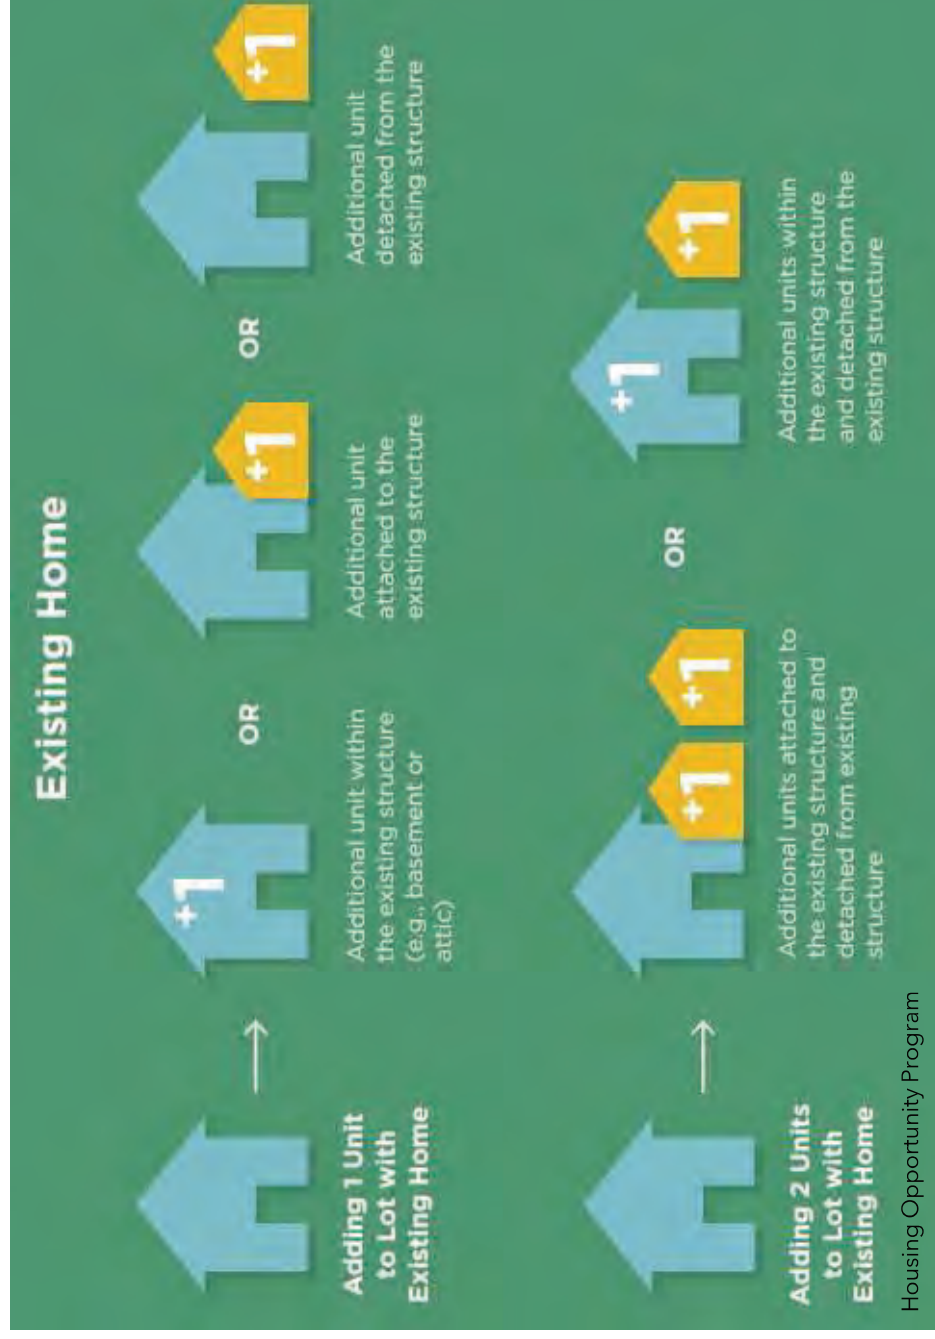 Existing Home
+1
OR
+1
OR
+1
Adding 1 Unit
to Lot with
Existing Home
Additional unit within
the existing structure
(e.g., basement or
attic)
Additional unit
attached to the
existing structure
Additional unit
detached from the
existing structure
+1
+1
OR
+1
+1
Adding 2 Units
to Lot with
Existing Home
Additional units attached to
the existing structure and
detached from existing
structure
Additional units within
the existing structure
and detached from the
existing structure
Housing Opportunity Program